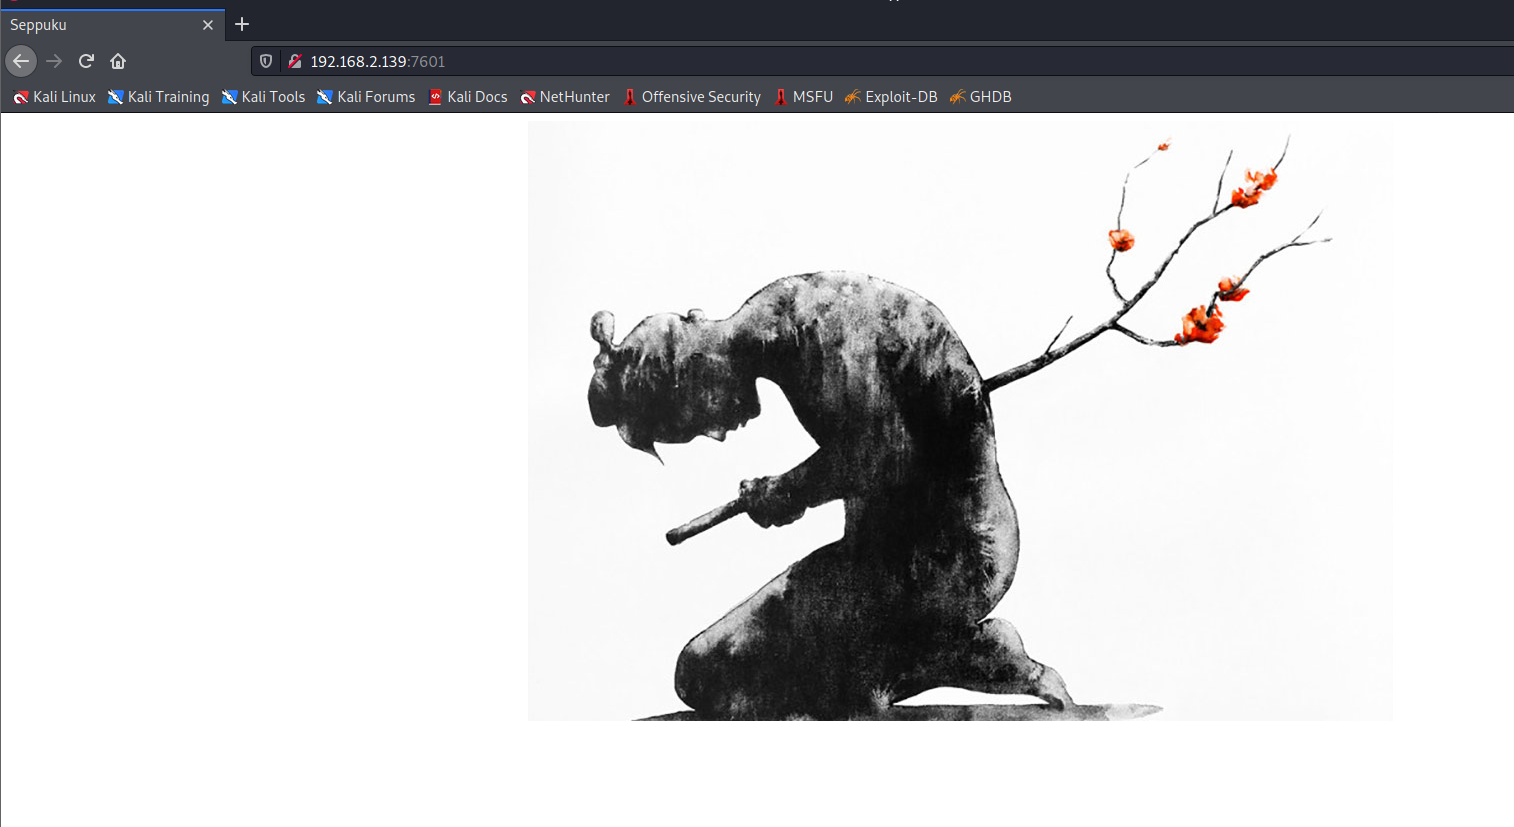 Seppuku
192.168.2.139:7601
Kali Linux Kali Training Kali Tools Kali Forums Kali Docs NetHunter Offensive Security MSFU Exploit-DB GHDB